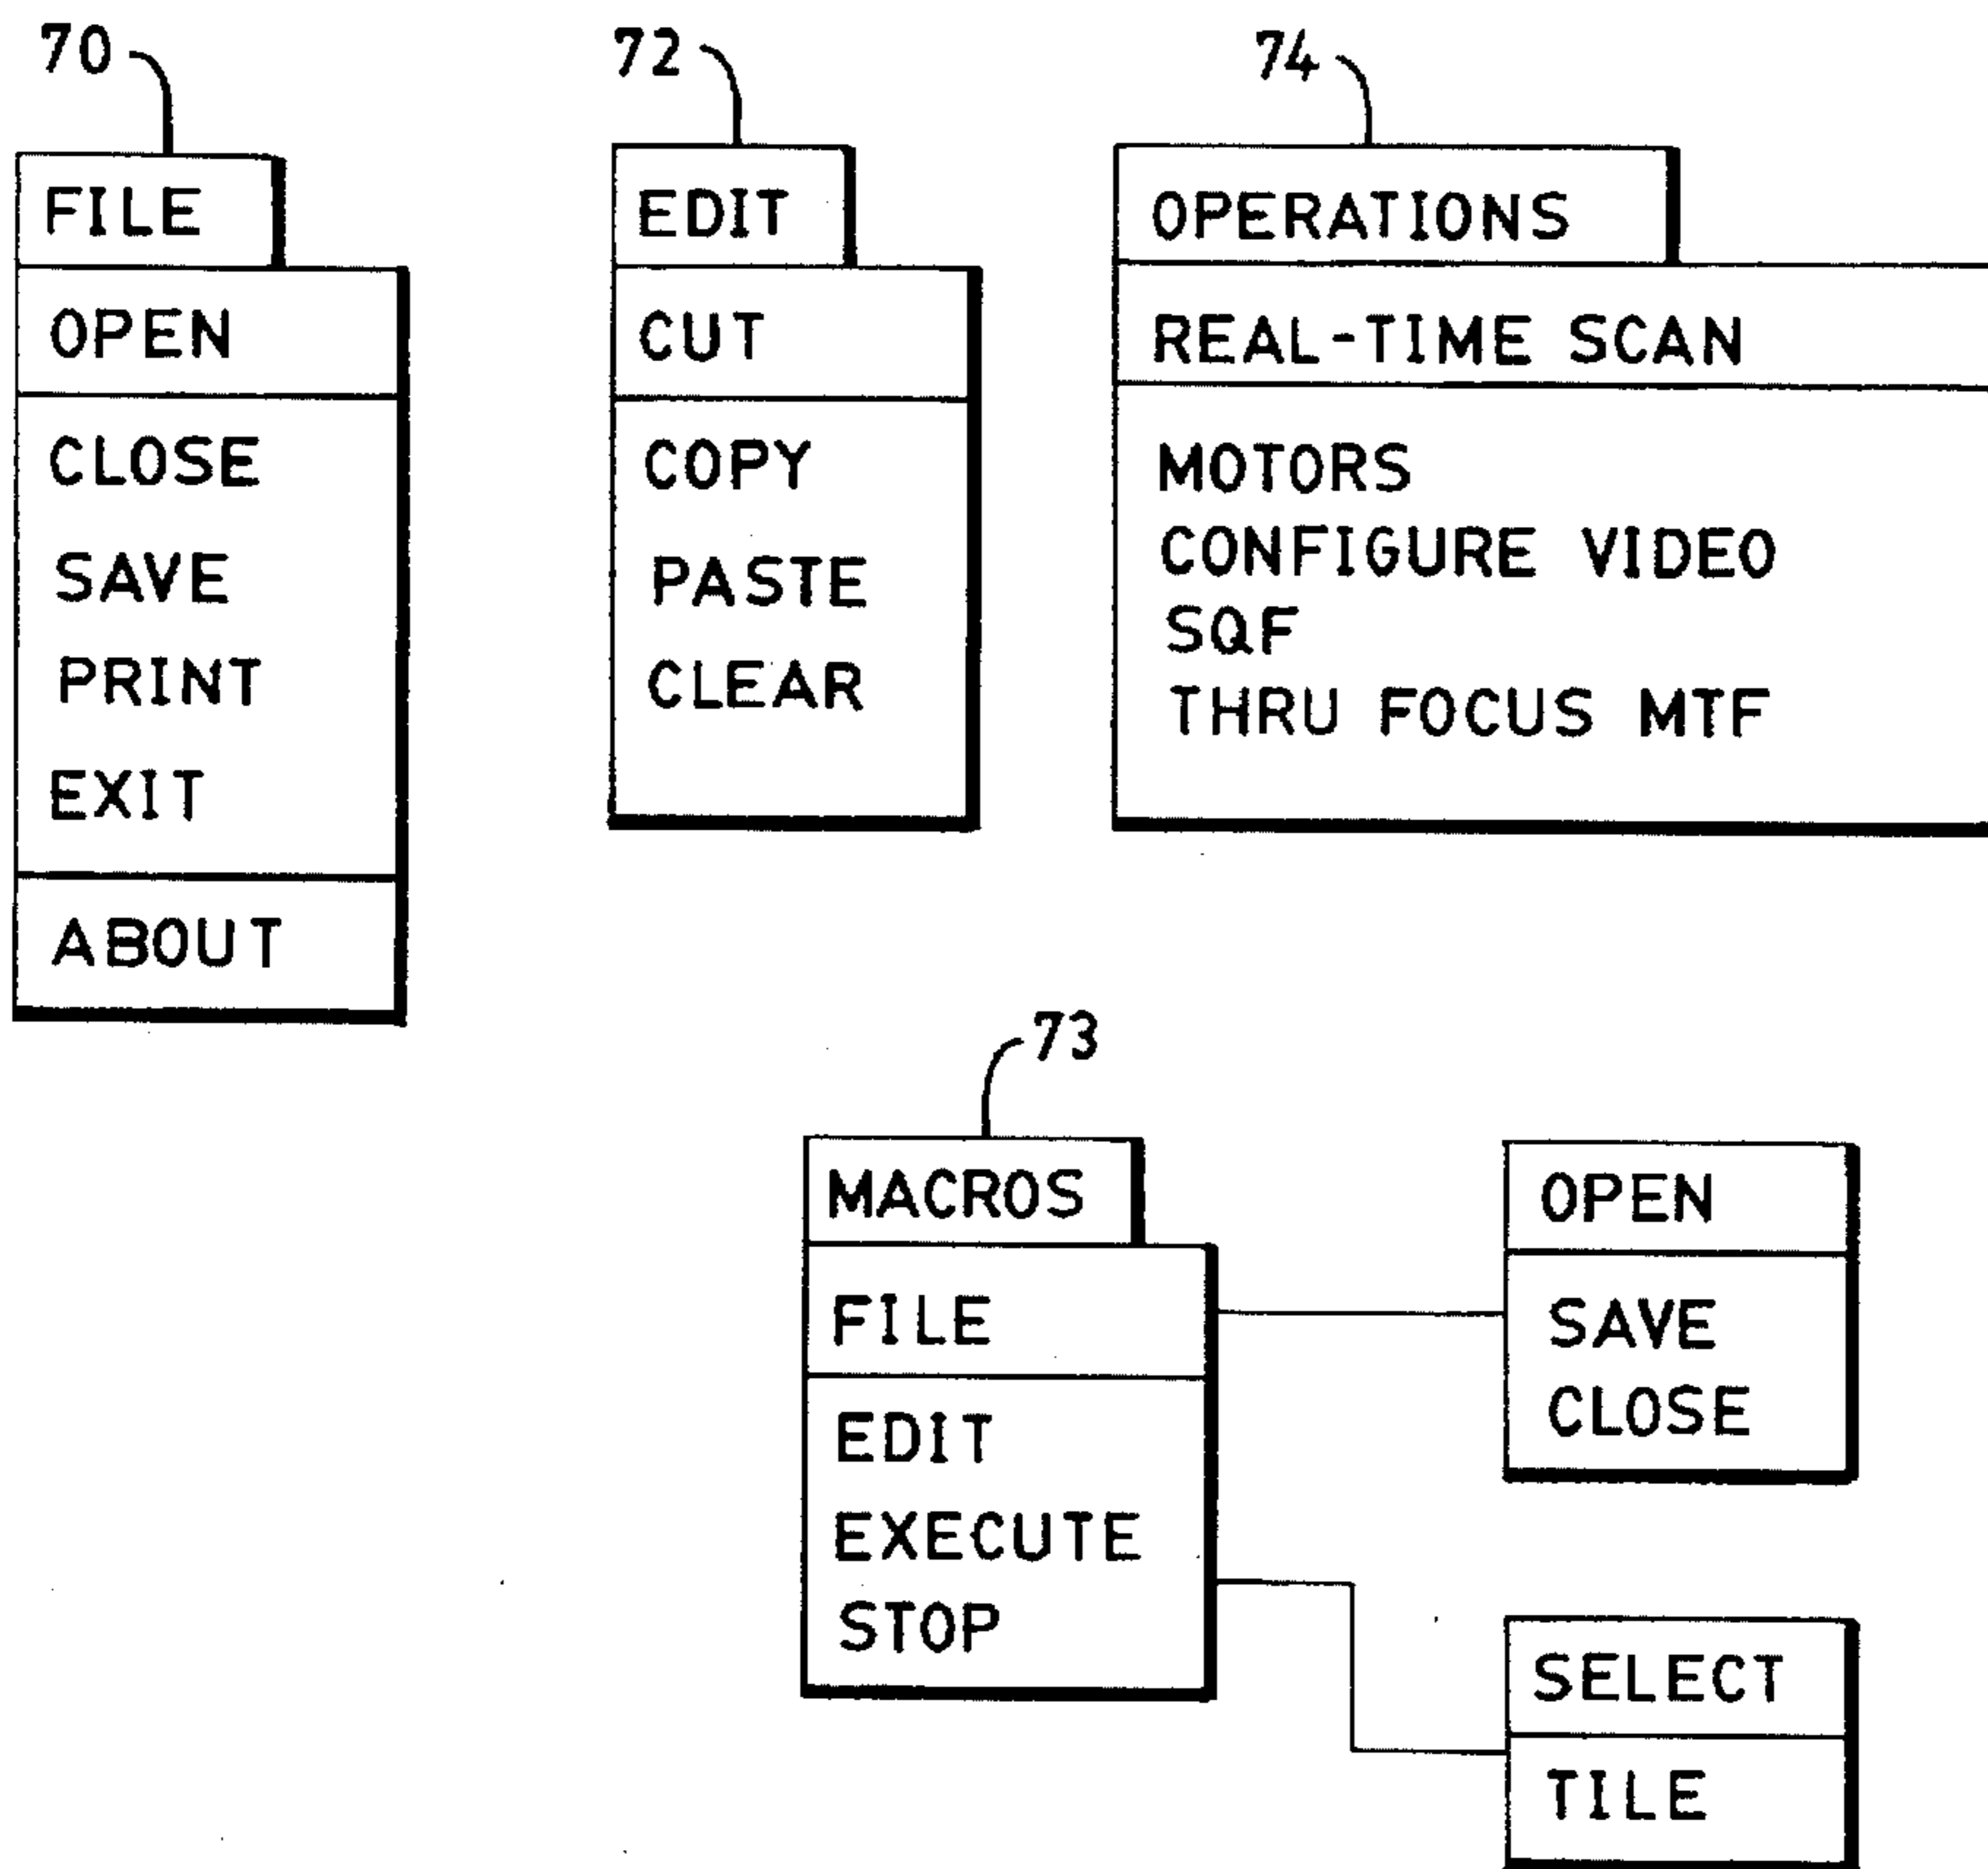 70
FILE
OPEN
CLOSE
SAVE
PRINT
EXIT
ABOUT
72
EDIT
CUT
COPY
PASTE
CLEAR
74
OPERATIONS
REAL-TIME SCAN
MOTORS
CONFIGURE VIDEO
SQF
THRU FOCUS MTF
73
MACROS
FILE
EDIT
EXECUTE
STOP
OPEN
SAVE
CLOSE
SELECT
TILE